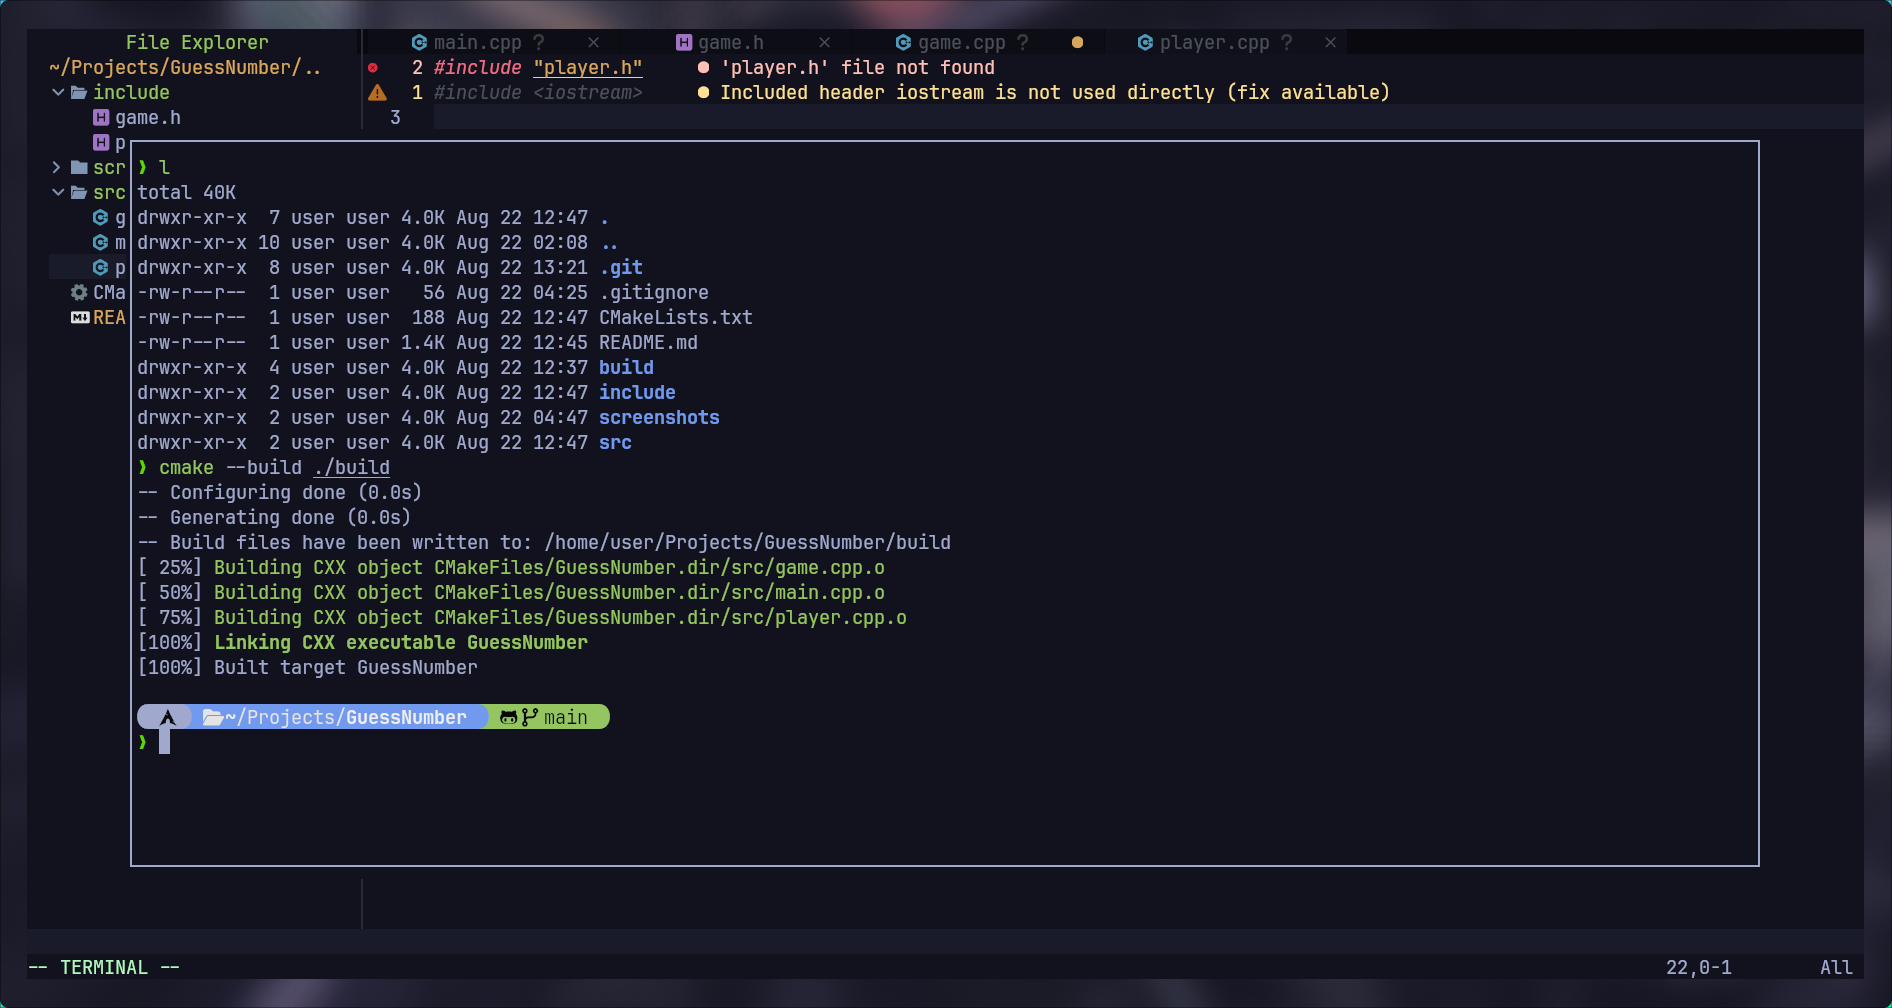 File Explorer
main.cpp ? ×
game.h ×
game.cpp ? ●
player.cpp ? ×
~/Projects/GuessNumber/..
2 #include "player.h" ● 'player.h' file not found
include
1 #include <iostream> ● Included header iostream is not used directly (fix available)
game.h
3
p
scr
❱ l
src
total 40K
g
drwxr-xr-x  7 user user 4.0K Aug 22 12:47 .
m
drwxr-xr-x 10 user user 4.0K Aug 22 02:08 ..
p
drwxr-xr-x  8 user user 4.0K Aug 22 13:21 .git
CMa
-rw-r--r--  1 user user   56 Aug 22 04:25 .gitignore
REA
-rw-r--r--  1 user user  188 Aug 22 12:47 CMakeLists.txt
-rw-r--r--  1 user user 1.4K Aug 22 12:45 README.md
drwxr-xr-x  4 user user 4.0K Aug 22 12:37 build
drwxr-xr-x  2 user user 4.0K Aug 22 12:47 include
drwxr-xr-x  2 user user 4.0K Aug 22 04:47 screenshots
drwxr-xr-x  2 user user 4.0K Aug 22 12:47 src
❱ cmake --build ./build
-- Configuring done (0.0s)
-- Generating done (0.0s)
-- Build files have been written to: /home/user/Projects/GuessNumber/build
[ 25%] Building CXX object CMakeFiles/GuessNumber.dir/src/game.cpp.o
[ 50%] Building CXX object CMakeFiles/GuessNumber.dir/src/main.cpp.o
[ 75%] Building CXX object CMakeFiles/GuessNumber.dir/src/player.cpp.o
[100%] Linking CXX executable GuessNumber
[100%] Built target GuessNumber
~/Projects/GuessNumber main
❱
-- TERMINAL --
22,0-1 All